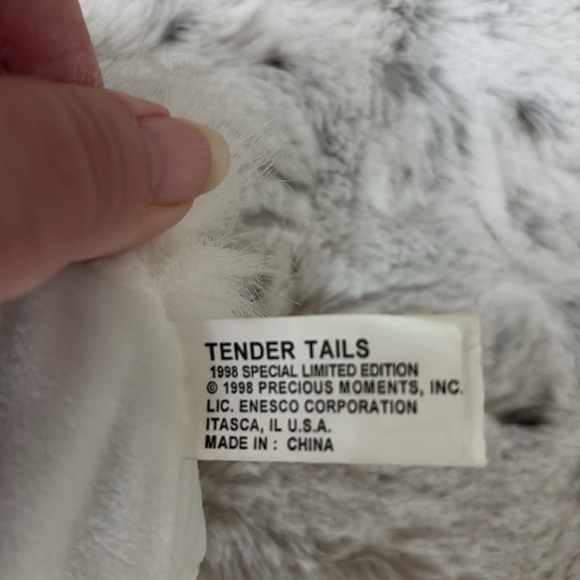 TENDER TAILS
1998 SPECIAL LIMITED EDITION
© 1998 PRECIOUS MOMENTS, INC.
LIC. ENESCO CORPORATION
ITASCA, IL U.S.A.
MADE IN : CHINA